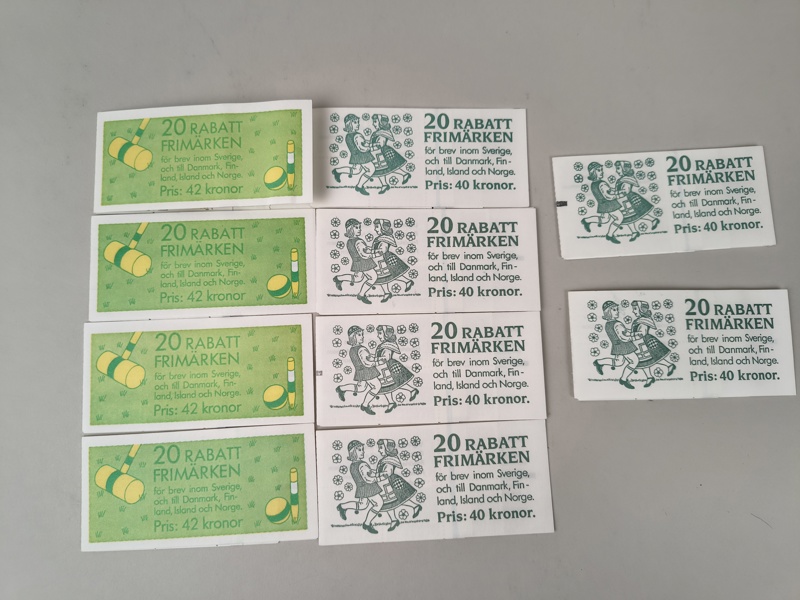 20 RABATT
FRIMÄRKEN
för brev inom Sverige,
och till Danmark, Fin-
land, Island och Norge.
Pris: 42 kronor
20 RABATT
FRIMÄRKEN
för brev inom Sverige,
och till Danmark, Fin-
land, Island och Norge.
Pris: 42 kronor
20 RABATT
FRIMÄRKEN
för brev inom Sverige,
och till Danmark, Fin-
land, Island och Norge.
Pris: 42 kronor
20 RABATT
FRIMÄRKEN
för brev inom Sverige,
och till Danmark, Fin-
land, Island och Norge.
Pris: 42 kronor
20 RABATT
FRIMÄRKEN
för brev inom Sverige,
och till Danmark, Fin-
land, Island och Norge.
Pris: 40 kronor.
20 RABATT
FRIMÄRKEN
för brev inom Sverige,
och till Danmark, Fin-
land, Island och Norge.
Pris: 40 kronor.
20 RABATT
FRIMÄRKEN
för brev inom Sverige,
och till Danmark, Fin-
land, Island och Norge.
Pris: 40 kronor.
20 RABATT
FRIMÄRKEN
för brev inom Sverige,
och till Danmark, Fin-
land, Island och Norge.
Pris: 40 kronor.
20 RABATT
FRIMÄRKEN
för brev inom Sverige,
och till Danmark, Fin-
land, Island och Norge.
Pris: 40 kronor.
20 RABATT
FRIMÄRKEN
för brev inom Sverige,
och till Danmark, Fin-
land, Island och Norge.
Pris: 40 kronor.